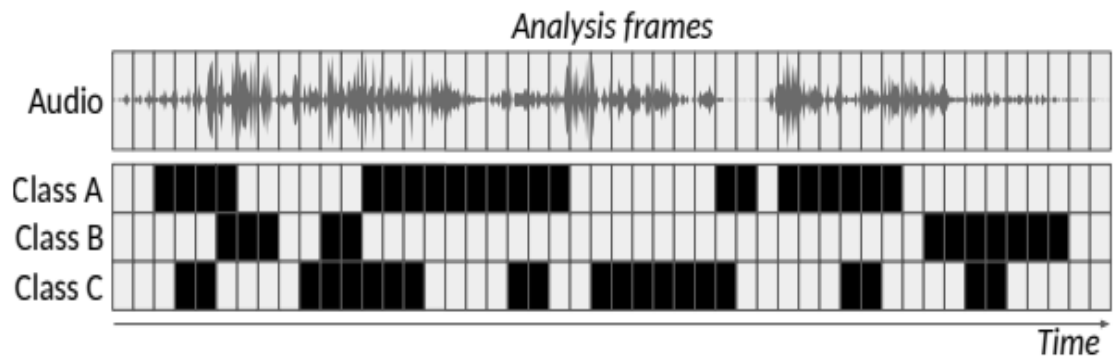 Analysis frames
Audio
Class A
Class B
Class C
Time